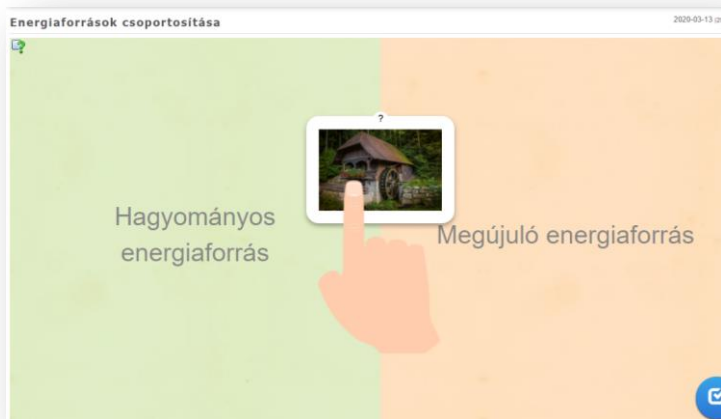 Energiaforrások csoportosítása
2020-03-13
?
Hagyományos
energiaforrás
Megújuló energiaforrás